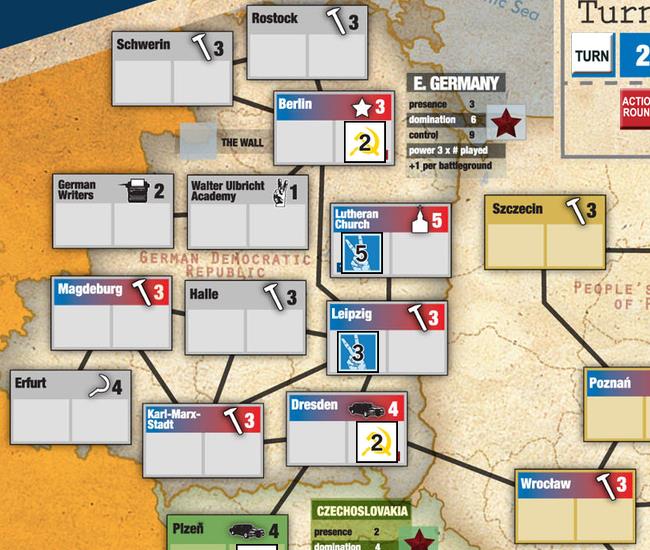 Rostock
3
Schwerin
3
Baltic Sea
Turn
TURN
2
ACTION
ROUND
Berlin
3
2
E. GERMANY
presence 3
domination 6
control 9
power 3 x # played
+1 per battleground
THE WALL
German
Writers
2
Walter Ulbricht
Academy
1
Lutheran
Church
5
5
Szczecin
3
GERMAN DEMOCRATIC
REPUBLIC
PEOPLE'S
OF P
Magdeburg
3
Halle
3
Leipzig
3
3
Erfurt
4
Karl-Marx-
Stadt
3
Dresden
4
2
Poznań
Wrocław
3
Plzeň
4
CZECHOSLOVAKIA
presence 2
domination 4